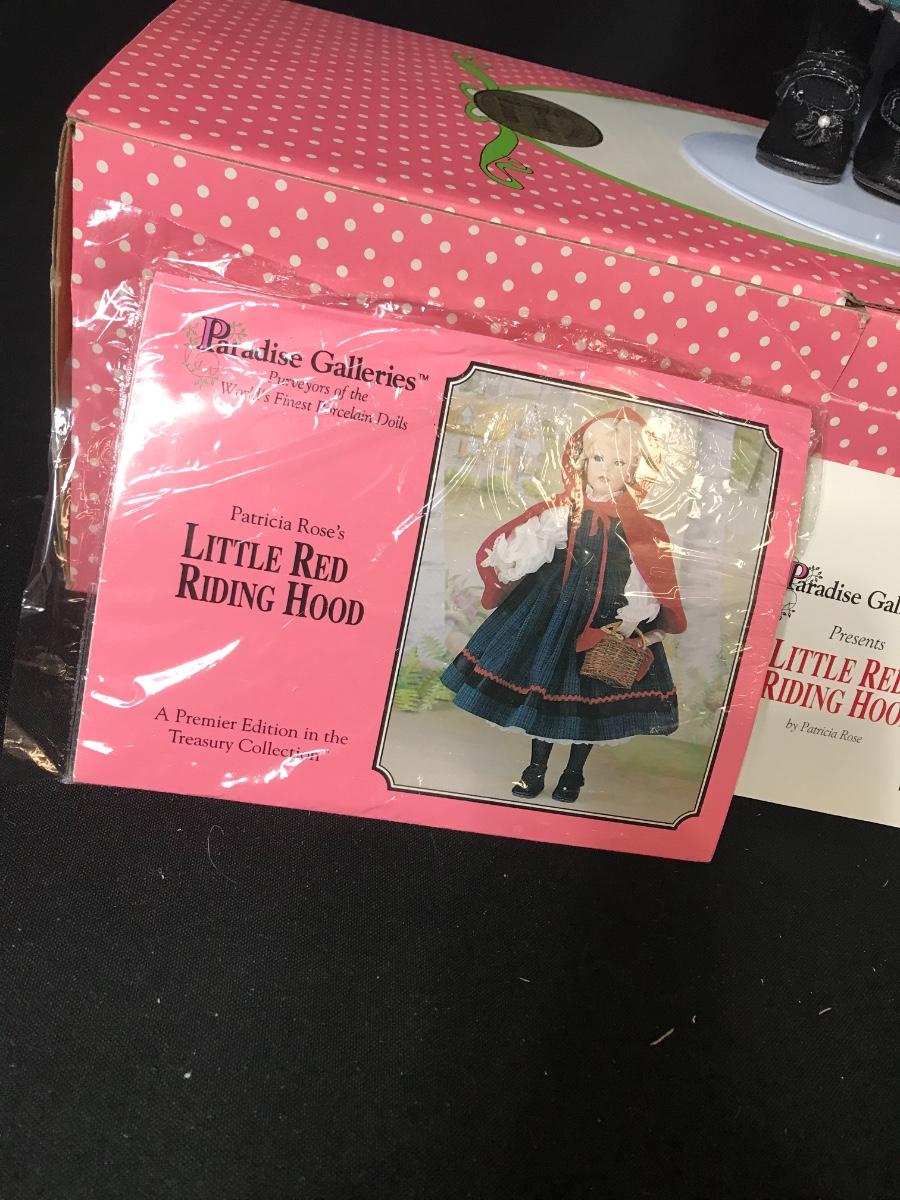 Paradise Galleries™
Purveyors of the
World's Finest Porcelain Dolls
Patricia Rose's
LITTLE RED
RIDING HOOD
A Premier Edition in the
Treasury Collection
Paradise Gal
Presents
LITTLE RED
RIDING HOO
by Patricia Rose